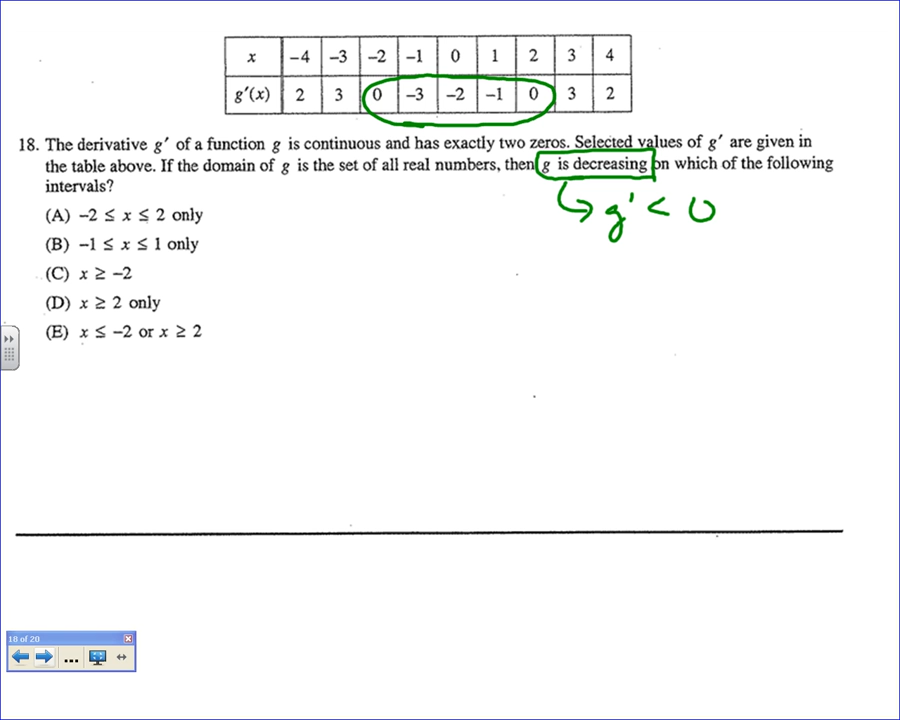 x −4 −3 −2 −1 0 1 2 3 4
g′(x) 2 3 0 −3 −2 −1 0 3 2
18. The derivative g′ of a function g is continuous and has exactly two zeros. Selected values of g′ are given in
the table above. If the domain of g is the set of all real numbers, then g is decreasing on which of the following
intervals?
g′ < 0
(A) −2 ≤ x ≤ 2 only
(B) −1 ≤ x ≤ 1 only
(C) x ≥ −2
(D) x ≥ 2 only
(E) x ≤ −2 or x ≥ 2
18 of 20